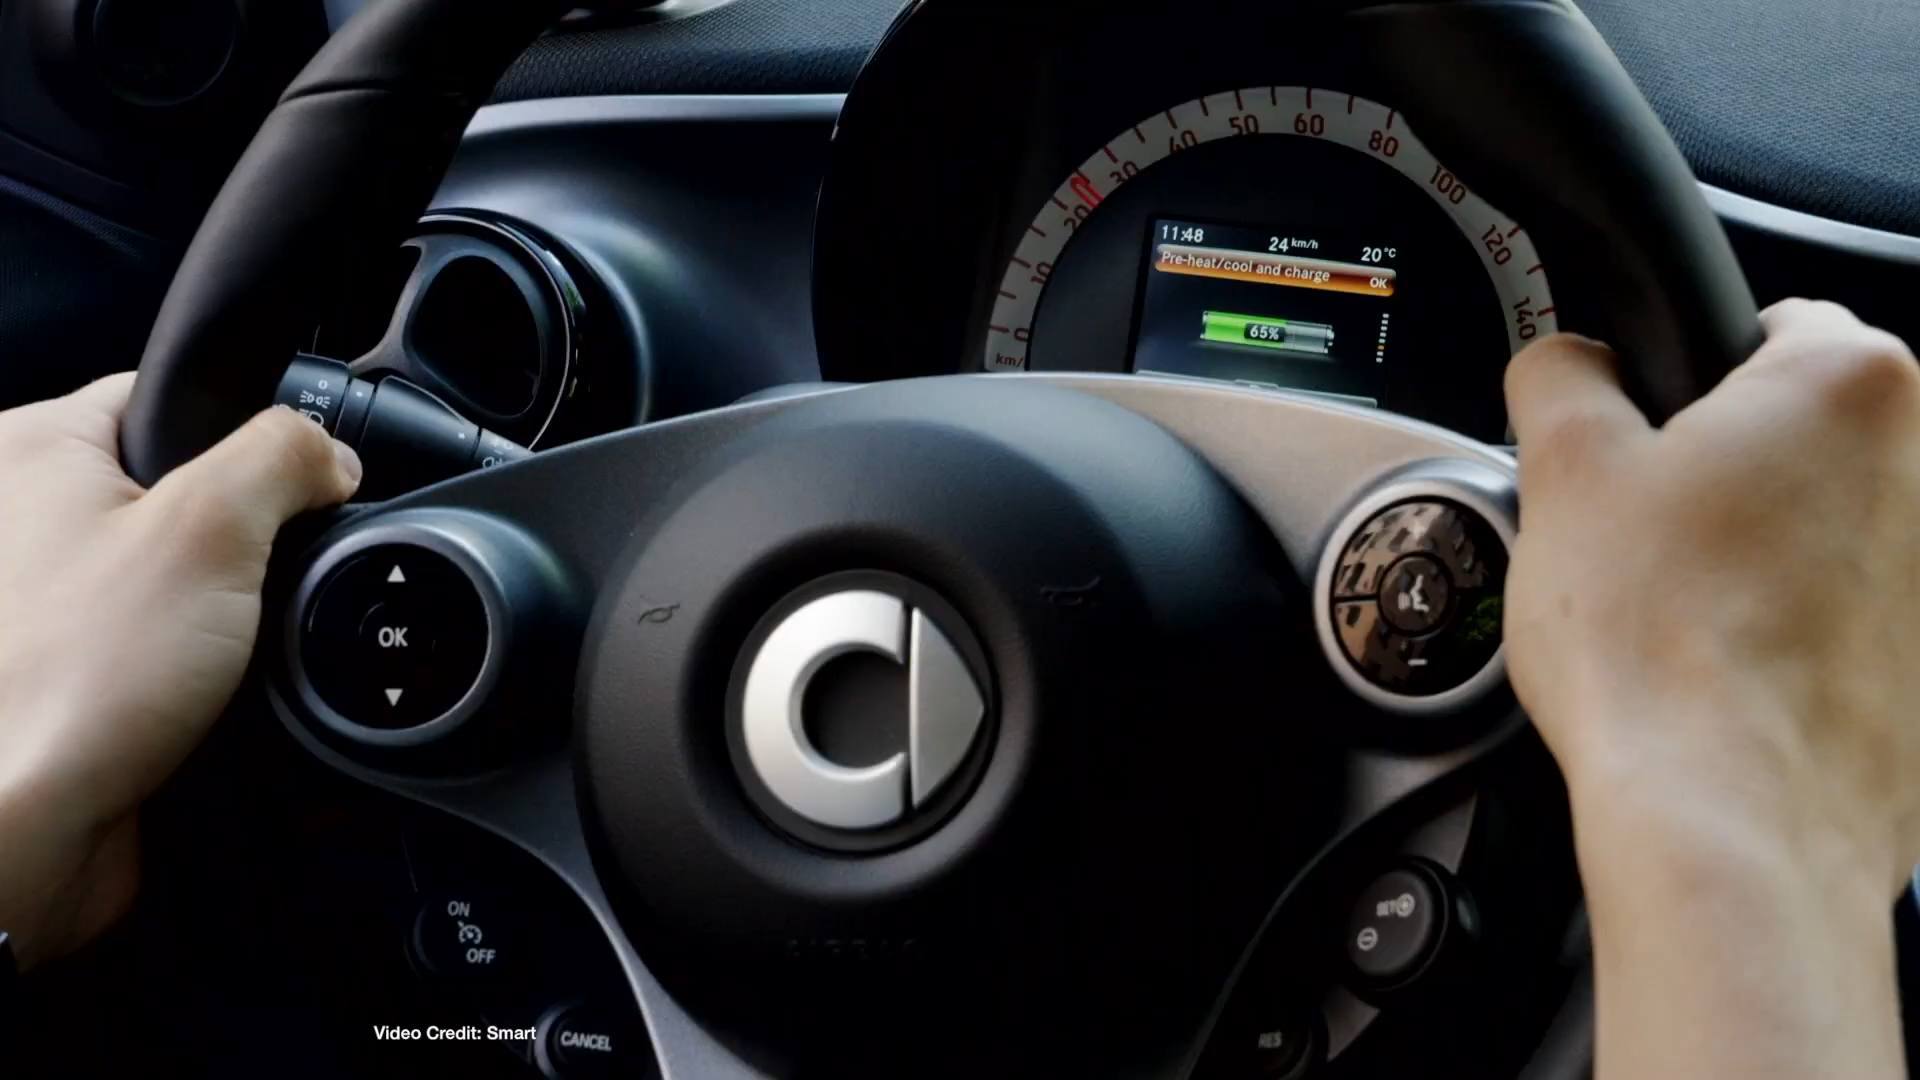 0
10
20
30
40
50
60
80
100
120
140
km/
11:48
24 km/h
20°C
Pre-heat/cool and charge
OK
65%
0
OK
ON
OFF
CANCEL
SET
RES
Video Credit: Smart